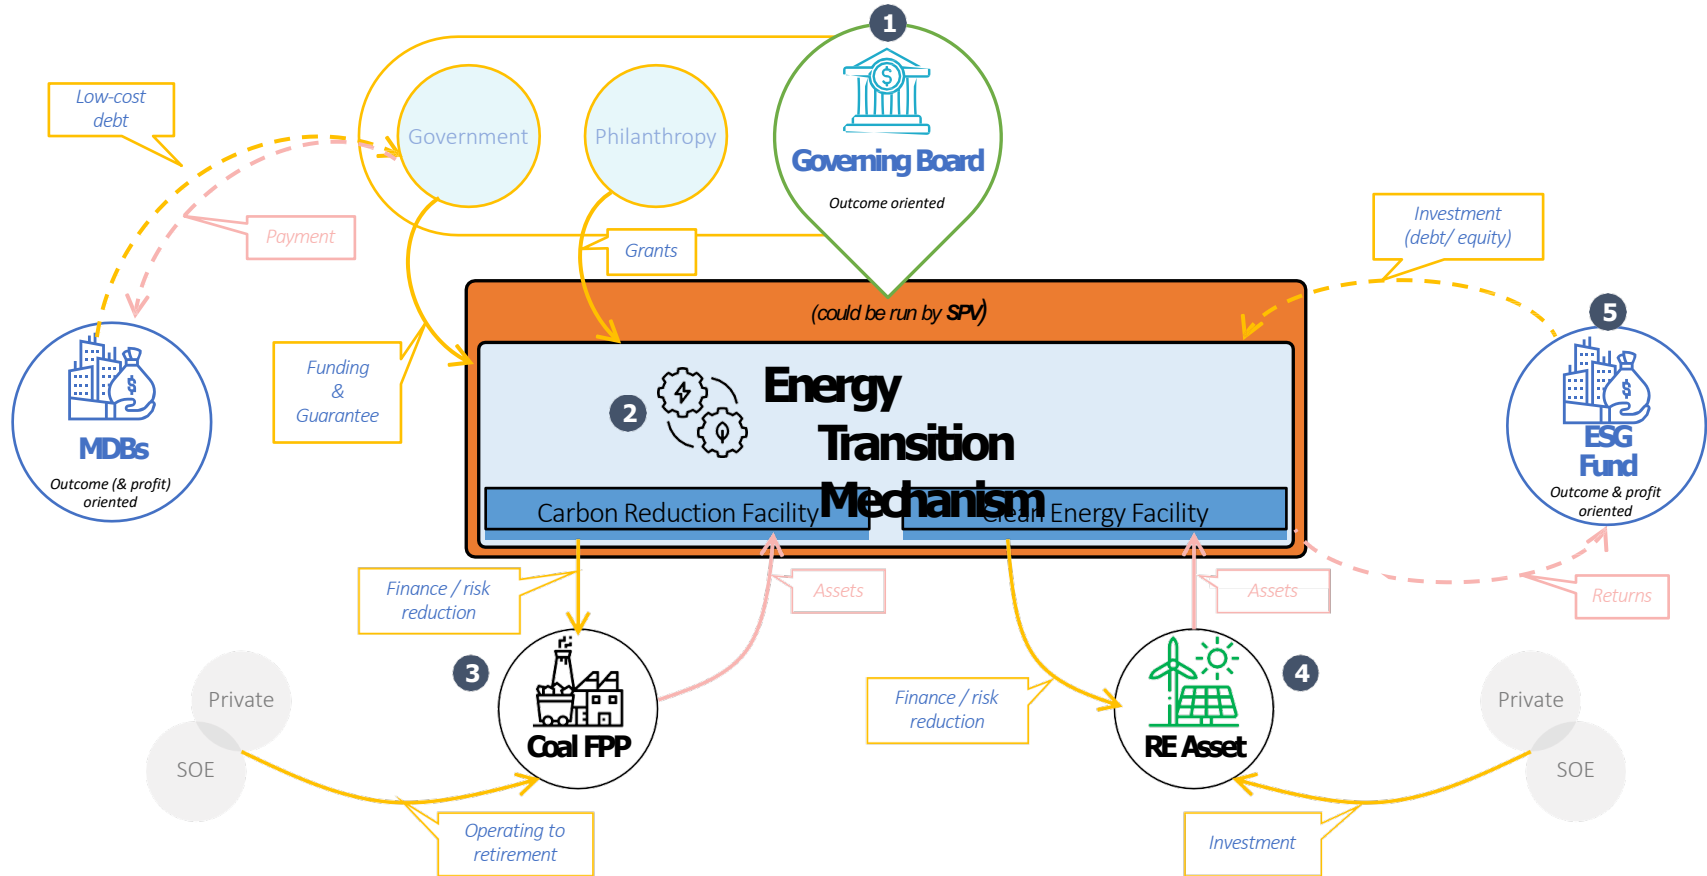 1
Low-cost
debt
Government
Philanthropy
Governing Board
Outcome oriented
Payment
Grants
Investment
(debt/ equity)
(could be run by SPV)
5
Funding
&
Guarantee
2
Energy
Transition
Mechanism
MDBs
Outcome (& profit)
oriented
ESG
Fund
Outcome & profit
oriented
Carbon Reduction Facility
Clean Energy Facility
Finance / risk
reduction
Assets
Assets
Returns
3
4
Private
SOE
Coal FPP
Finance / risk
reduction
RE Asset
Private
SOE
Operating to
retirement
Investment